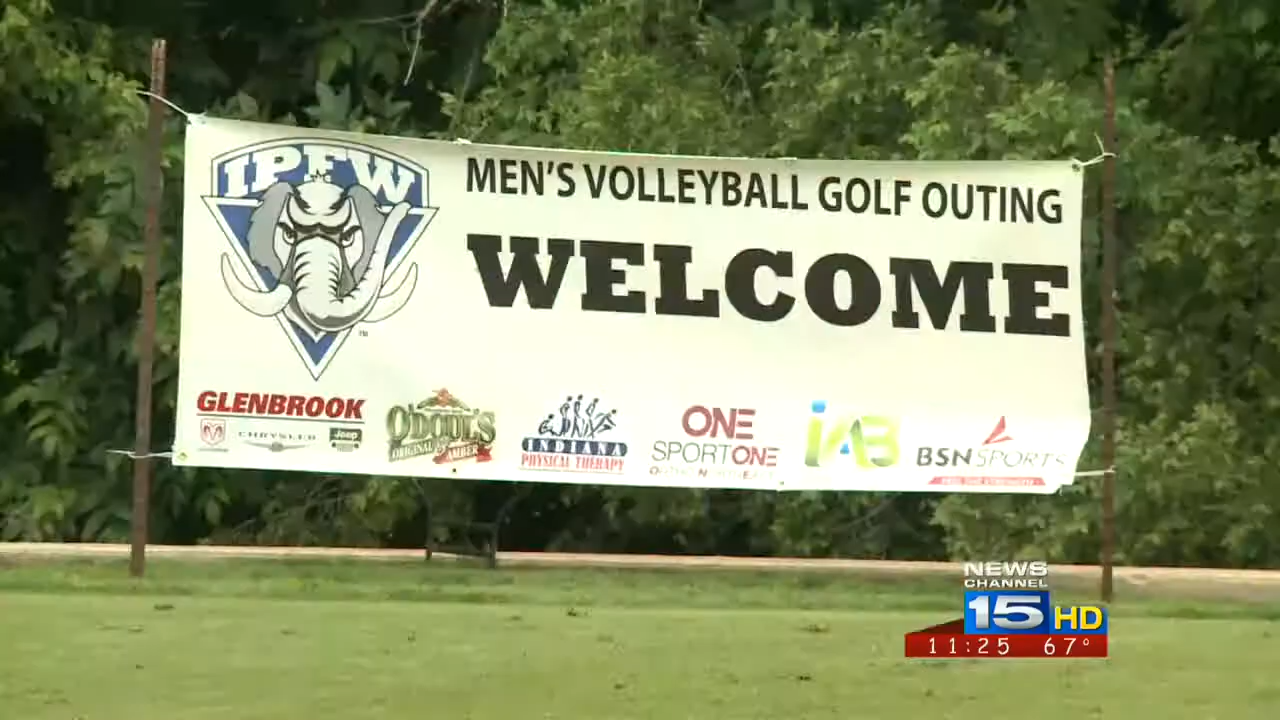 IPFW
MEN'S VOLLEYBALL GOLF OUTING
WELCOME
TM
GLENBROOK
CHRYSLER
Jeep
O'DOUL'S
ORIGINAL & AMBER
INDIANA
PHYSICAL THERAPY
ONE
SPORTONE
iAB
BSN SPORTS
NEWS
CHANNEL
15 HD
11:25 67°